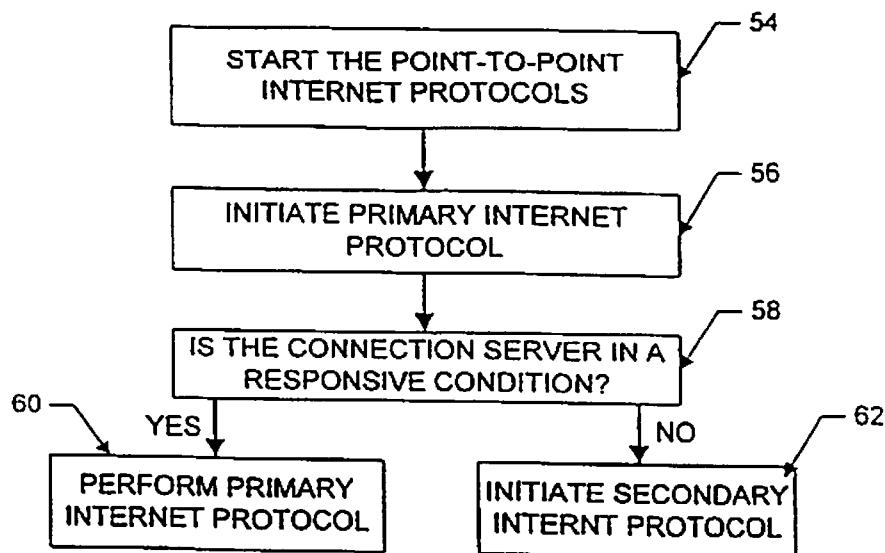 54
START THE POINT-TO-POINT
INTERNET PROTOCOLS
56
INITIATE PRIMARY INTERNET
PROTOCOL
58
IS THE CONNECTION SERVER IN A
RESPONSIVE CONDITION?
60
YES
NO
62
PERFORM PRIMARY
INTERNET PROTOCOL
INITIATE SECONDARY
INTERNT PROTOCOL